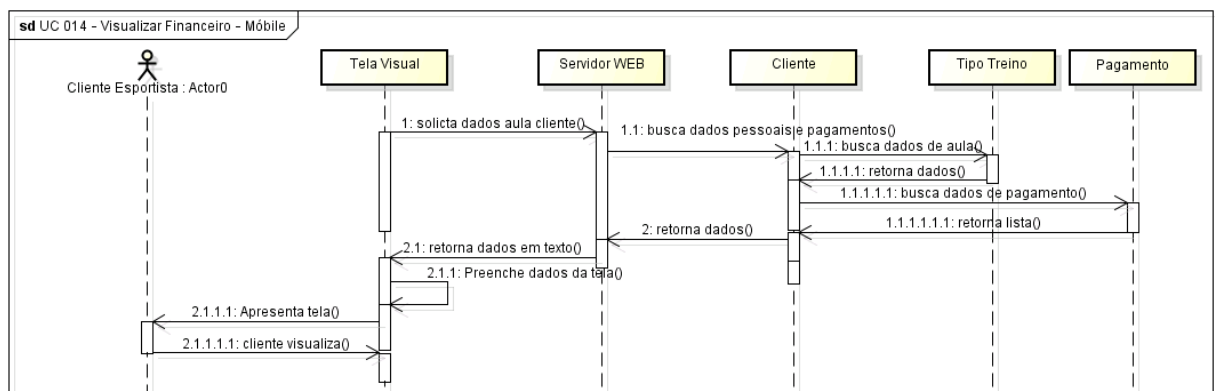 sd UC 014 - Visualizar Financeiro - Móbile
Cliente Esportista : Actor0
Tela Visual
Servidor WEB
Cliente
Tipo Treino
Pagamento
1: solicta dados aula cliente()
1.1: busca dados pessoais e pagamentos()
1.1.1: busca dados de aula()
1.1.1.1: retorna dados()
1.1.1.1.1: busca dados de pagamento()
1.1.1.1.1.1: retorna lista()
2: retorna dados()
2.1: retorna dados em texto()
2.1.1: Preenche dados da tela()
2.1.1.1: Apresenta tela()
2.1.1.1.1: cliente visualiza()